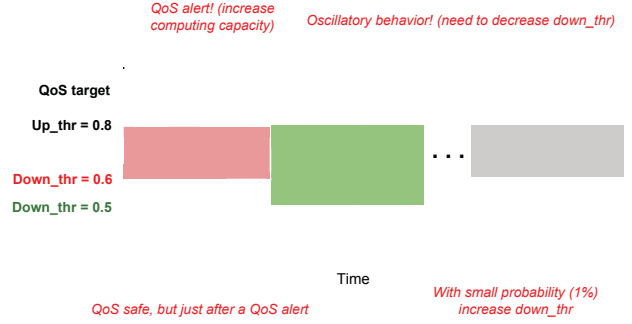 QoS alert! (increase
computing capacity)
Oscillatory behavior! (need to decrease down_thr)
QoS target
Up_thr = 0.8
Down_thr = 0.6
Down_thr = 0.5
. . .
Time
QoS safe, but just after a QoS alert
With small probability (1%)
increase down_thr